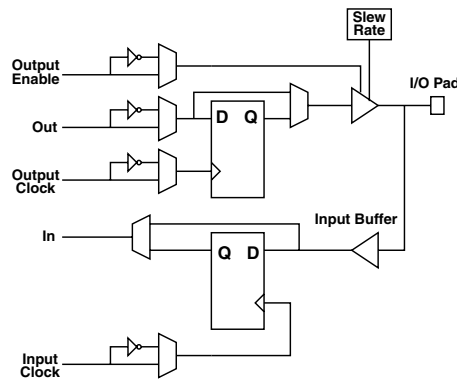 Slew
Rate
Output
Enable
I/O Pad
Out
D Q
Output
Clock
Input Buffer
In
Q D
Input
Clock